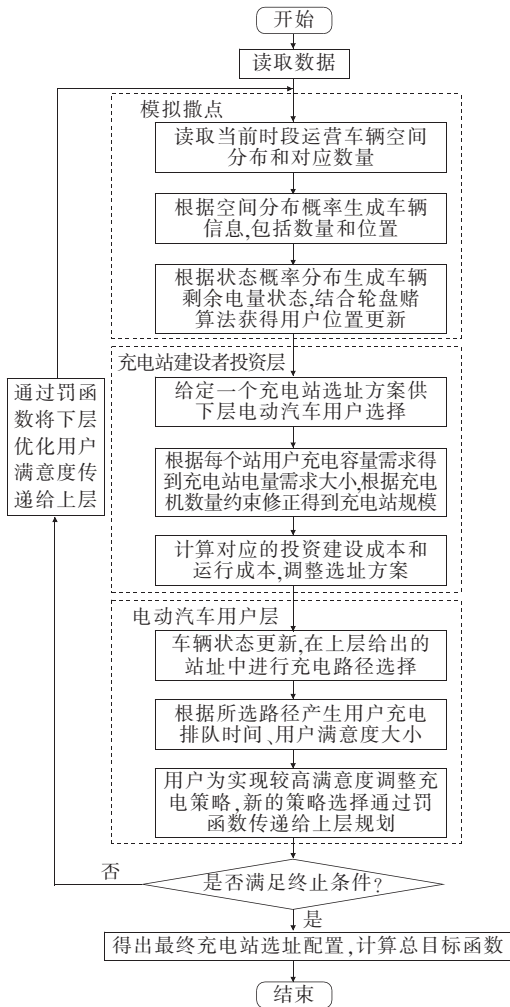 开始
读取数据
模拟撒点
读取当前时段运营车辆空间
分布和对应数量
根据空间分布概率生成车辆
信息,包括数量和位置
根据状态概率分布生成车辆
剩余电量状态,结合轮盘赌
算法获得用户位置更新
充电站建设者投资层
给定一个充电站选址方案供
下层电动汽车用户选择
根据每个站用户充电容量需求得
到充电站电量需求大小,根据充电
机数量约束修正得到充电站规模
计算对应的投资建设成本和
运行成本,调整选址方案
通过罚函
数将下层
优化用户
满意度传
递给上层
电动汽车用户层
车辆状态更新,在上层给出的
站址中进行充电路径选择
根据所选路径产生用户充电
排队时间、用户满意度大小
用户为实现较高满意度调整充
电策略,新的策略选择通过罚
函数传递给上层规划
否
是否满足终止条件?
是
得出最终充电站选址配置,计算总目标函数
结束